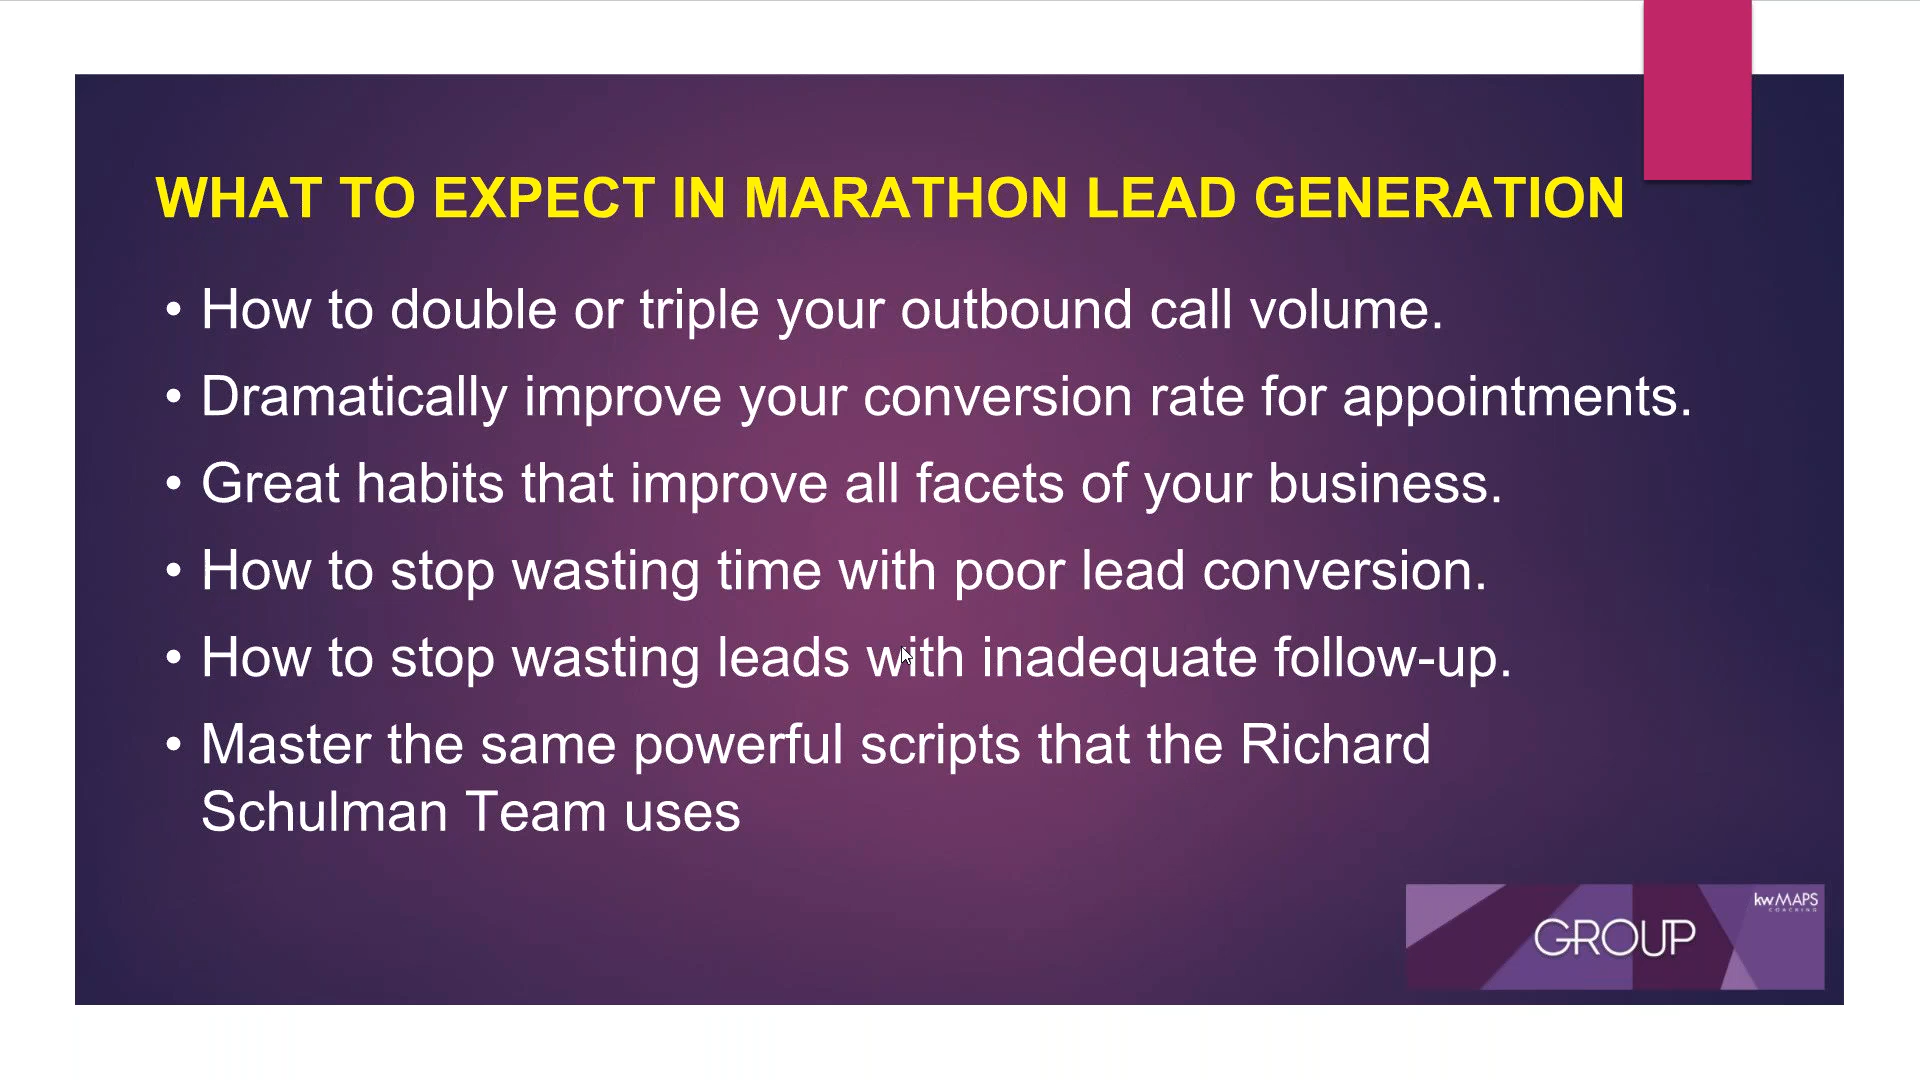 WHAT TO EXPECT IN MARATHON LEAD GENERATION
• How to double or triple your outbound call volume.
• Dramatically improve your conversion rate for appointments.
• Great habits that improve all facets of your business.
• How to stop wasting time with poor lead conversion.
• How to stop wasting leads with inadequate follow-up.
• Master the same powerful scripts that the Richard
Schulman Team uses
kw MAPS
COACHING
GROUP